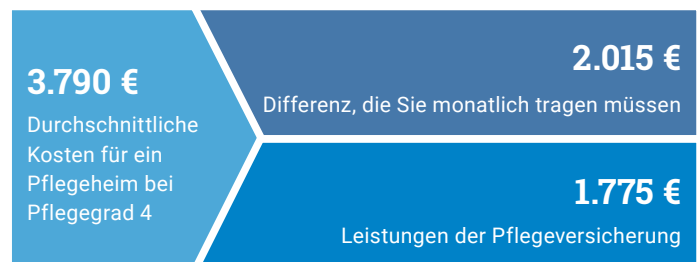 3.790 €
Durchschnittliche
Kosten für ein
Pflegeheim bei
Pflegegrad 4
2.015 €
Differenz, die Sie monatlich tragen müssen
1.775 €
Leistungen der Pflegeversicherung